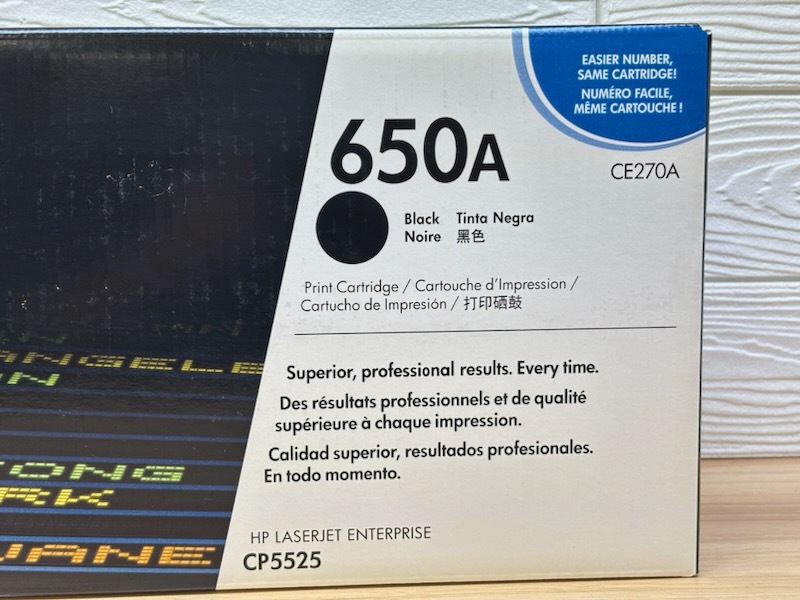 EASIER NUMBER,
SAME CARTRIDGE!
NUMÉRO FACILE,
MÊME CARTOUCHE !
650A
CE270A
Black Tinta Negra
Noire 黑色
Print Cartridge / Cartouche d'Impression /
Cartucho de Impresión / 打印硒鼓
Superior, professional results. Every time.
Des résultats professionnels et de qualité
supérieure à chaque impression.
Calidad superior, resultados profesionales.
En todo momento.
HP LASERJET ENTERPRISE
CP5525